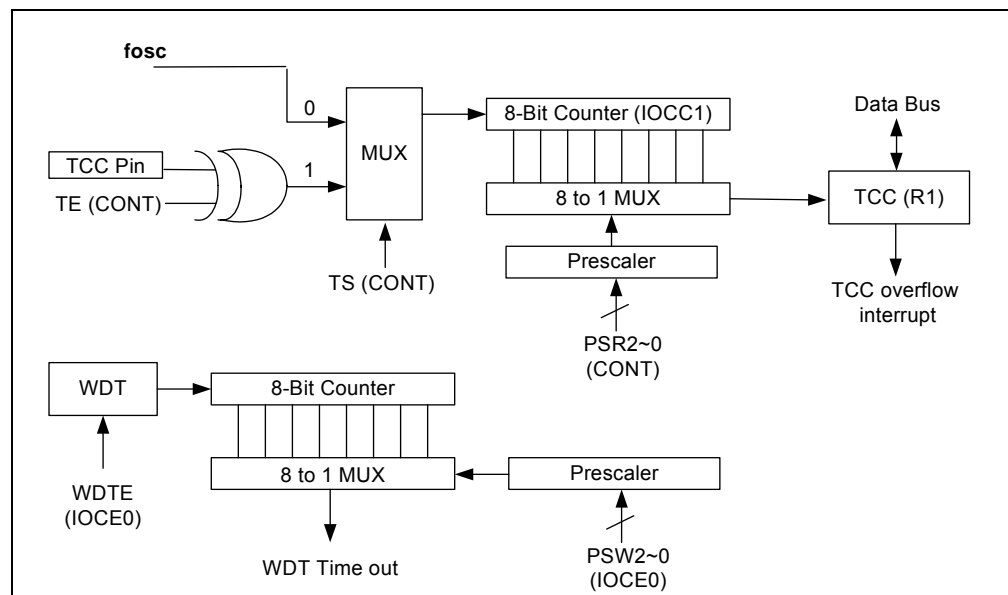 fosc
0
TCC Pin
1
TE (CONT)
MUX
TS (CONT)
8-Bit Counter (IOCC1)
8 to 1 MUX
Prescaler
PSR2~0
(CONT)
Data Bus
TCC (R1)
TCC overflow
interrupt
WDT
WDTE
(IOCE0)
8-Bit Counter
8 to 1 MUX
WDT Time out
Prescaler
PSW2~0
(IOCE0)